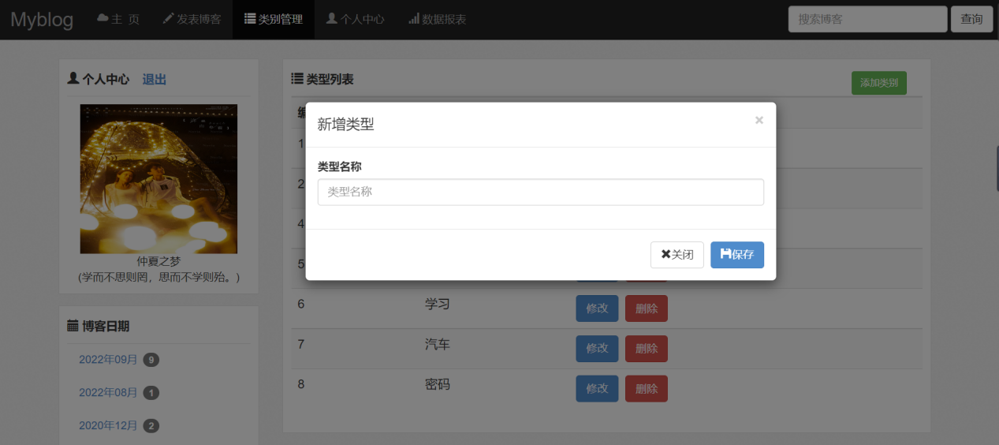 Myblog 主 页 发表博客 类别管理 个人中心 数据报表 搜索博客 查询
个人中心 退出
仲夏之梦
(学而不思则罔，思而不学则殆。)
博客日期
2022年09月 9
2022年08月 1
2020年12月 2
类型列表 添加类别
新增类型 ×
类型名称
类型名称
关闭 保存
1
2
4
5
6 学习 修改 删除
7 汽车 修改 删除
8 密码 修改 删除